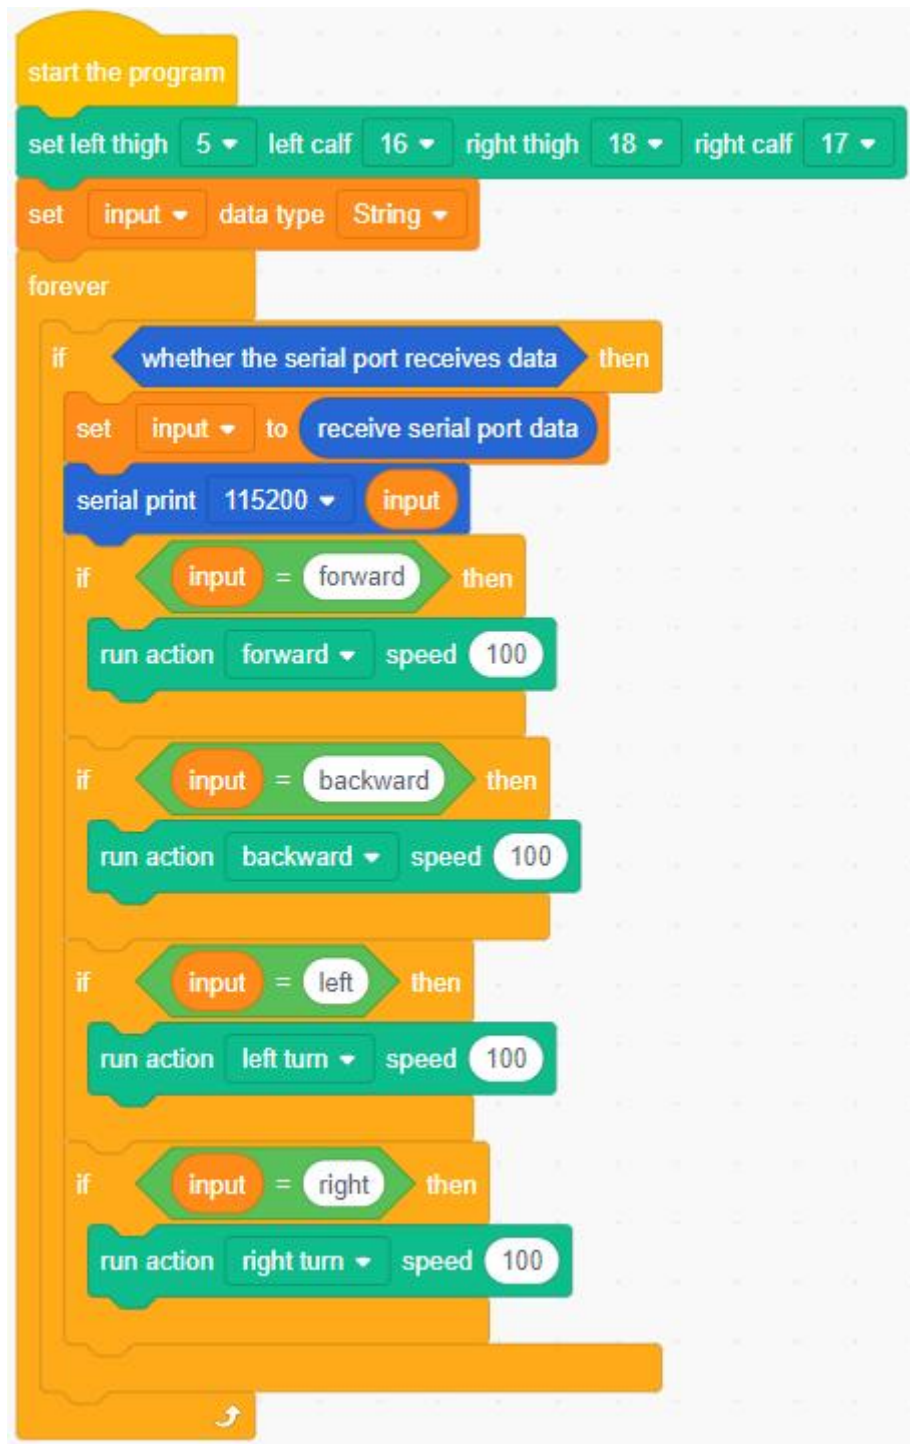 start the program
set left thigh 5 left calf 16 right thigh 18 right calf 17
set input data type String
forever
if whether the serial port receives data then
set input to receive serial port data
serial print 115200 input
if input = forward then
run action forward speed 100
if input = backward then
run action backward speed 100
if input = left then
run action left turn speed 100
if input = right then
run action right turn speed 100